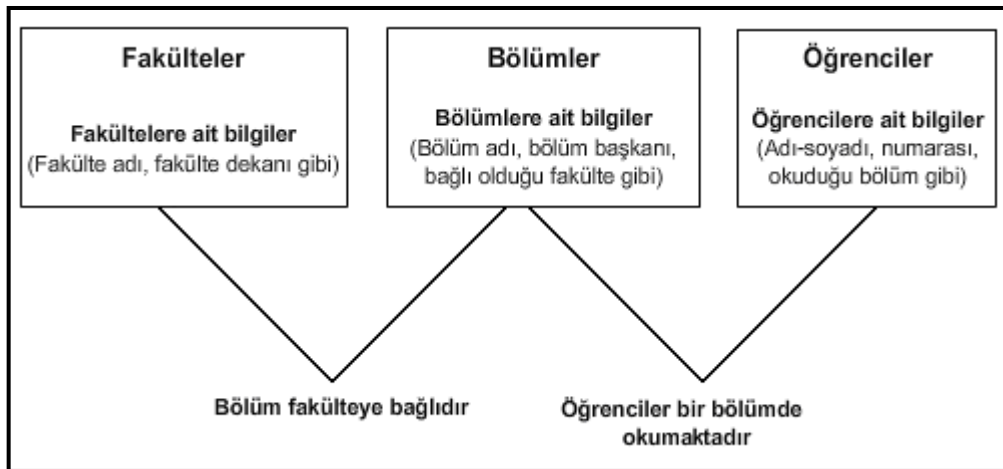 Fakülteler
Fakültelere ait bilgiler
(Fakülte adı, fakülte dekanı gibi)
Bölümler
Bölümlere ait bilgiler
(Bölüm adı, bölüm başkanı,
bağlı olduğu fakülte gibi)
Öğrenciler
Öğrencilere ait bilgiler
(Adı-soyadı, numarası,
okuduğu bölüm gibi)
Bölüm fakülteye bağlıdır
Öğrenciler bir bölümde
okumaktadır